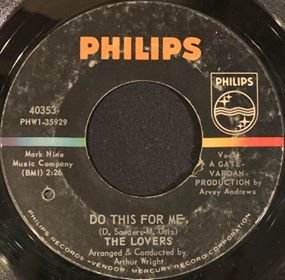 PHILIPS
PHILIPS
40353
PHW1-35929
Mark Nine
Music Company
(BMI) 2:26
A GATE-
VARDAN
PRODUCTION by
Arvey Andrews
DO THIS FOR ME
(D. Sanders-M. Otis)
THE LOVERS
Arranged & Conducted by
Arthur Wright
PHILIPS RECORDS • VENDOR: MERCURY RECORD CORPORATION